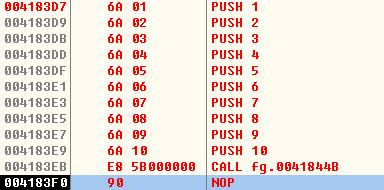 004183D7 6A 01 PUSH 1
004183D9 6A 02 PUSH 2
004183DB 6A 03 PUSH 3
004183DD 6A 04 PUSH 4
004183DF 6A 05 PUSH 5
004183E1 6A 06 PUSH 6
004183E3 6A 07 PUSH 7
004183E5 6A 08 PUSH 8
004183E7 6A 09 PUSH 9
004183E9 6A 10 PUSH 10
004183EB E8 5B000000 CALL fg.0041844B
004183F0 90 NOP